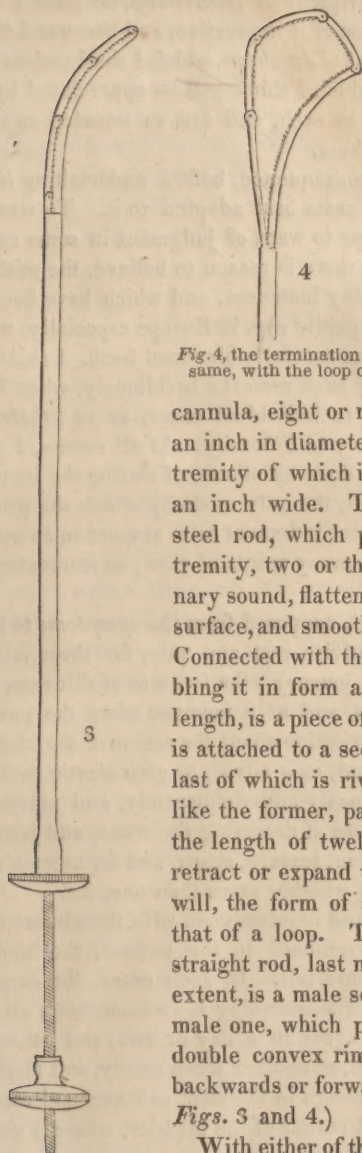 4
Fig. 4, the termination
same, with the loop
cannula, eight or
an inch in diamete
tremity of which i
an inch wide. T
steel rod, which p
tremity, two or th
nary sound, flatten
surface, and smoot
Connected with th
bling it in form a
length, is a piece of
is attached to a se
last of which is riv
like the former, pa
the length of twel
retract or expand
will, the form of
that of a loop. T
straight rod, last
extent, is a male s
male one, which p
double convex rin
backwards or forw
Figs. 3 and 4.)
With either of th
3